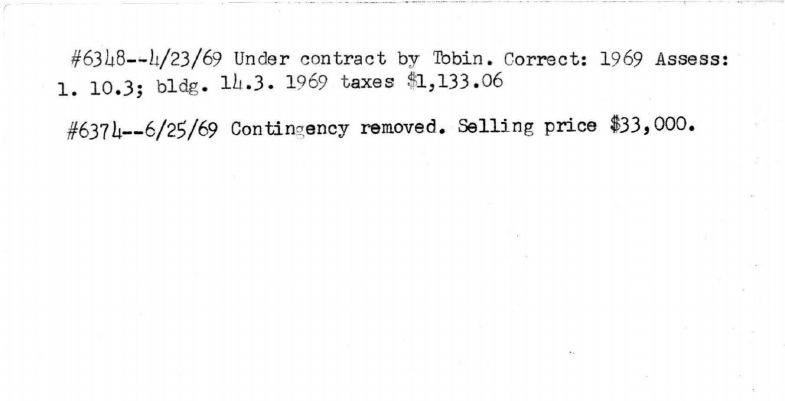 #6348--4/23/69 Under contract by Tobin. Correct: 1969 Assess:
l. 10.3; bldg. 14.3. 1969 taxes $1,133.06
#6374--6/25/69 Contingency removed. Selling price $33,000.